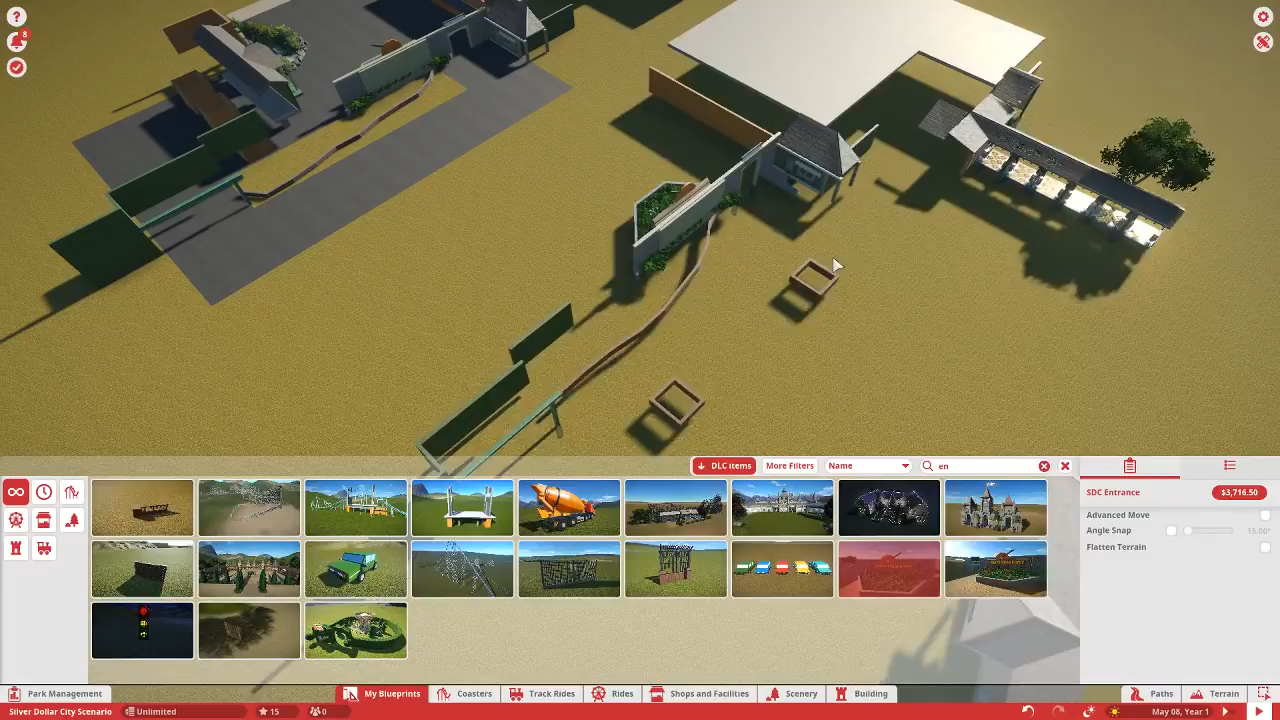 ?
8
DLC items
More Filters
Name
en
SDC Entrance
$3,716.50
Advanced Move
Angle Snap
15.00°
Flatten Terrain
Park Management
My Blueprints
Coasters
Track Rides
Rides
Shops and Facilities
Scenery
Building
Paths
Terrain
Silver Dollar City Scenario
Unlimited
15
0
May 08, Year 1